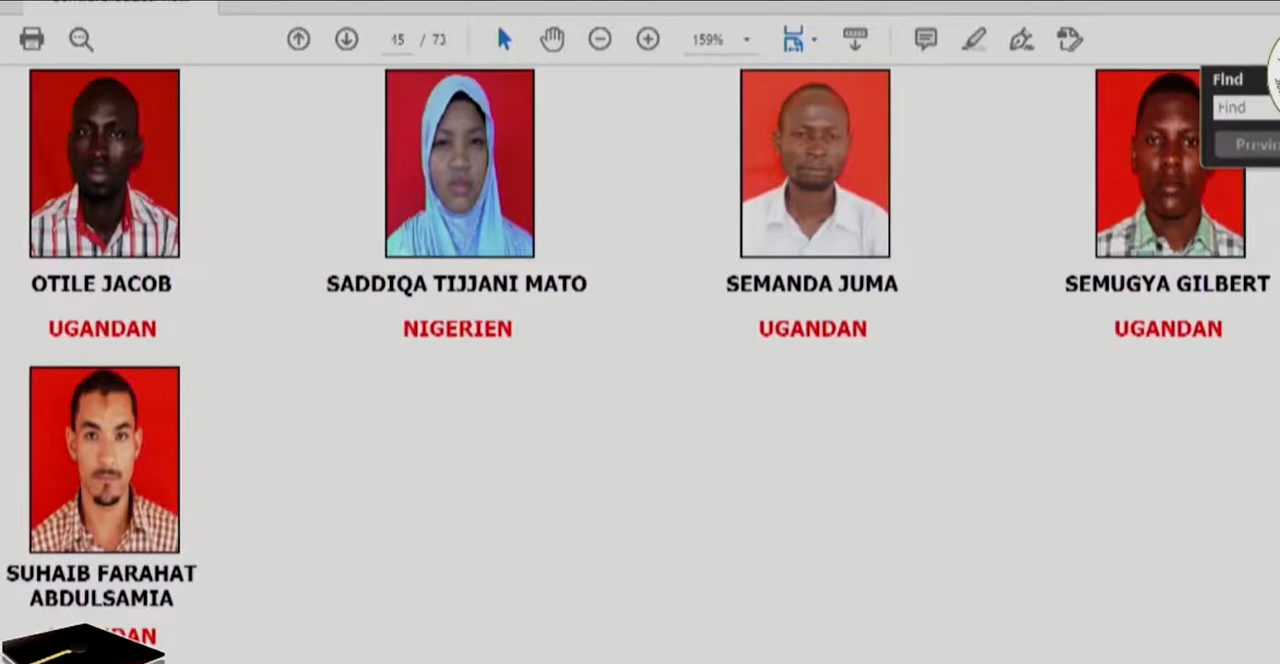 15 / 73
159%
Find
Find
OTILE JACOB
SADDIQA TIJJANI MATO
SEMANDA JUMA
SEMUGYA GILBERT
UGANDAN
NIGERIEN
UGANDAN
UGANDAN
SUHAIB FARAHAT
ABDULSAMIA